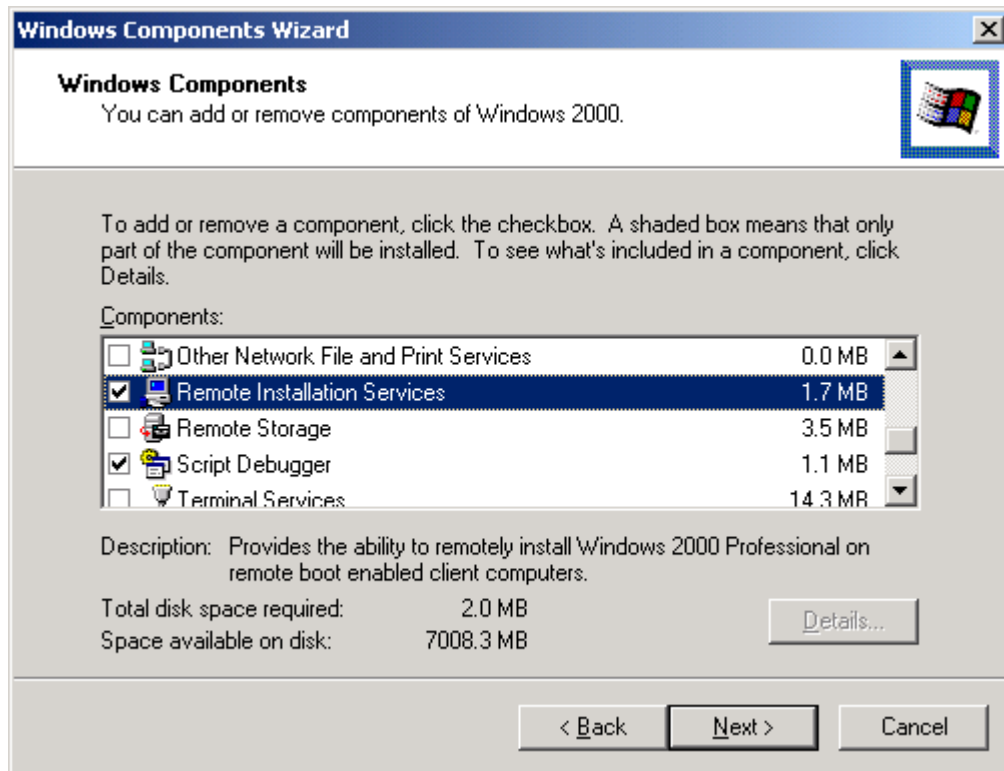 Windows Components Wizard
Windows Components
You can add or remove components of Windows 2000.
To add or remove a component, click the checkbox. A shaded box means that only
part of the component will be installed. To see what's included in a component, click
Details.
Components:
Other Network File and Print Services 0.0 MB
Remote Installation Services 1.7 MB
Remote Storage 3.5 MB
Script Debugger 1.1 MB
Terminal Services 14.3 MB
Description: Provides the ability to remotely install Windows 2000 Professional on
remote boot enabled client computers.
Total disk space required: 2.0 MB
Space available on disk: 7008.3 MB
Details...
< Back Next > Cancel